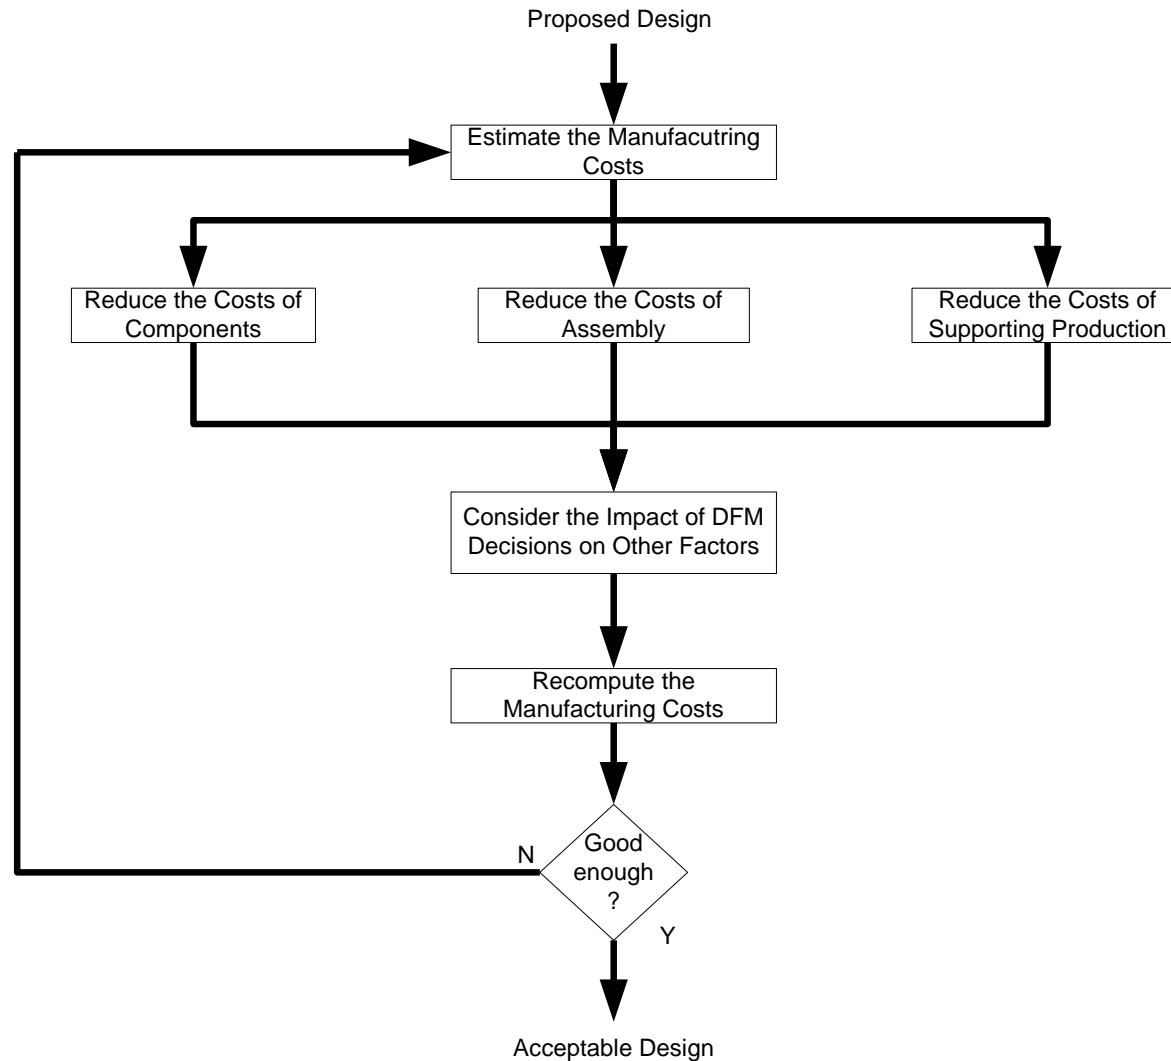 Proposed Design
Estimate the Manufacutring
Costs
Reduce the Costs of
Components
Reduce the Costs of
Assembly
Reduce the Costs of
Supporting Production
Consider the Impact of DFM
Decisions on Other Factors
Recompute the
Manufacturing Costs
Good
enough
?
N
Y
Acceptable Design